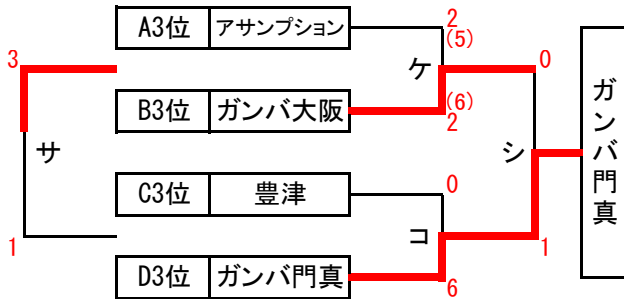 A3位 アサンプション 2
(5)
3 ケ 0
B3位 ガンバ大阪 (6)
2
サ シ ガンバ門真
C3位 豊津 0
1 コ 1
D3位 ガンバ門真 6